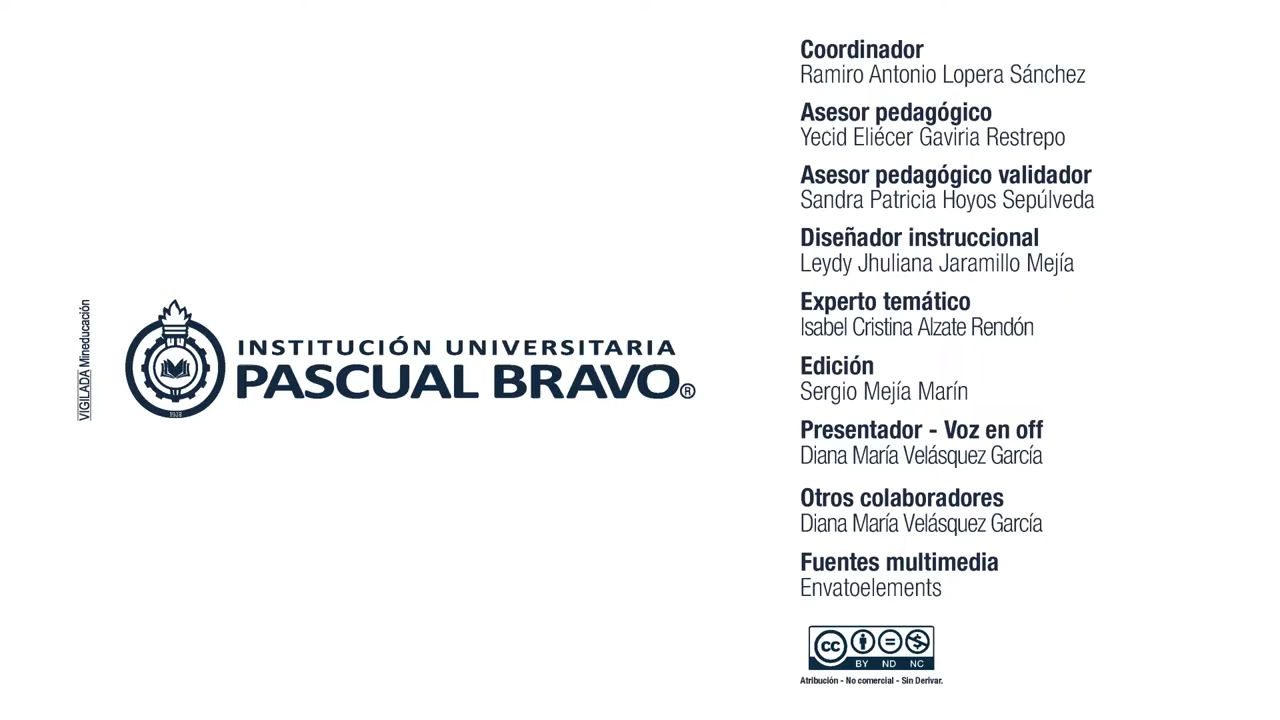 VIGILADA Mineducación
1938
INSTITUCIÓN UNIVERSITARIA
PASCUAL BRAVO®
Coordinador
Ramiro Antonio Lopera Sánchez
Asesor pedagógico
Yecid Eliécer Gaviria Restrepo
Asesor pedagógico validador
Sandra Patricia Hoyos Sepúlveda
Diseñador instruccional
Leydy Jhuliana Jaramillo Mejía
Experto temático
Isabel Cristina Alzate Rendón
Edición
Sergio Mejía Marín
Presentador - Voz en off
Diana María Velásquez García
Otros colaboradores
Diana María Velásquez García
Fuentes multimedia
Envatoelements
cc
BY ND NC
Atribución - No comercial - Sin Derivar.